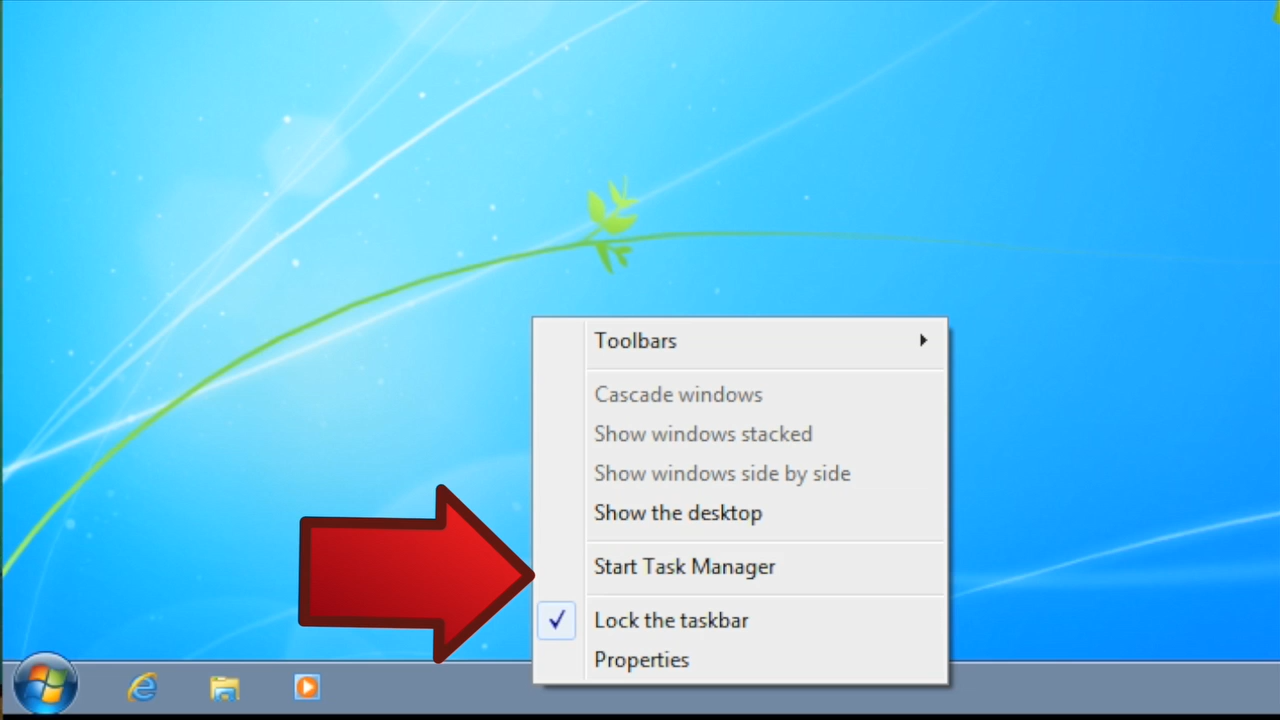 Toolbars
Cascade windows
Show windows stacked
Show windows side by side
Show the desktop
Start Task Manager
Lock the taskbar
Properties